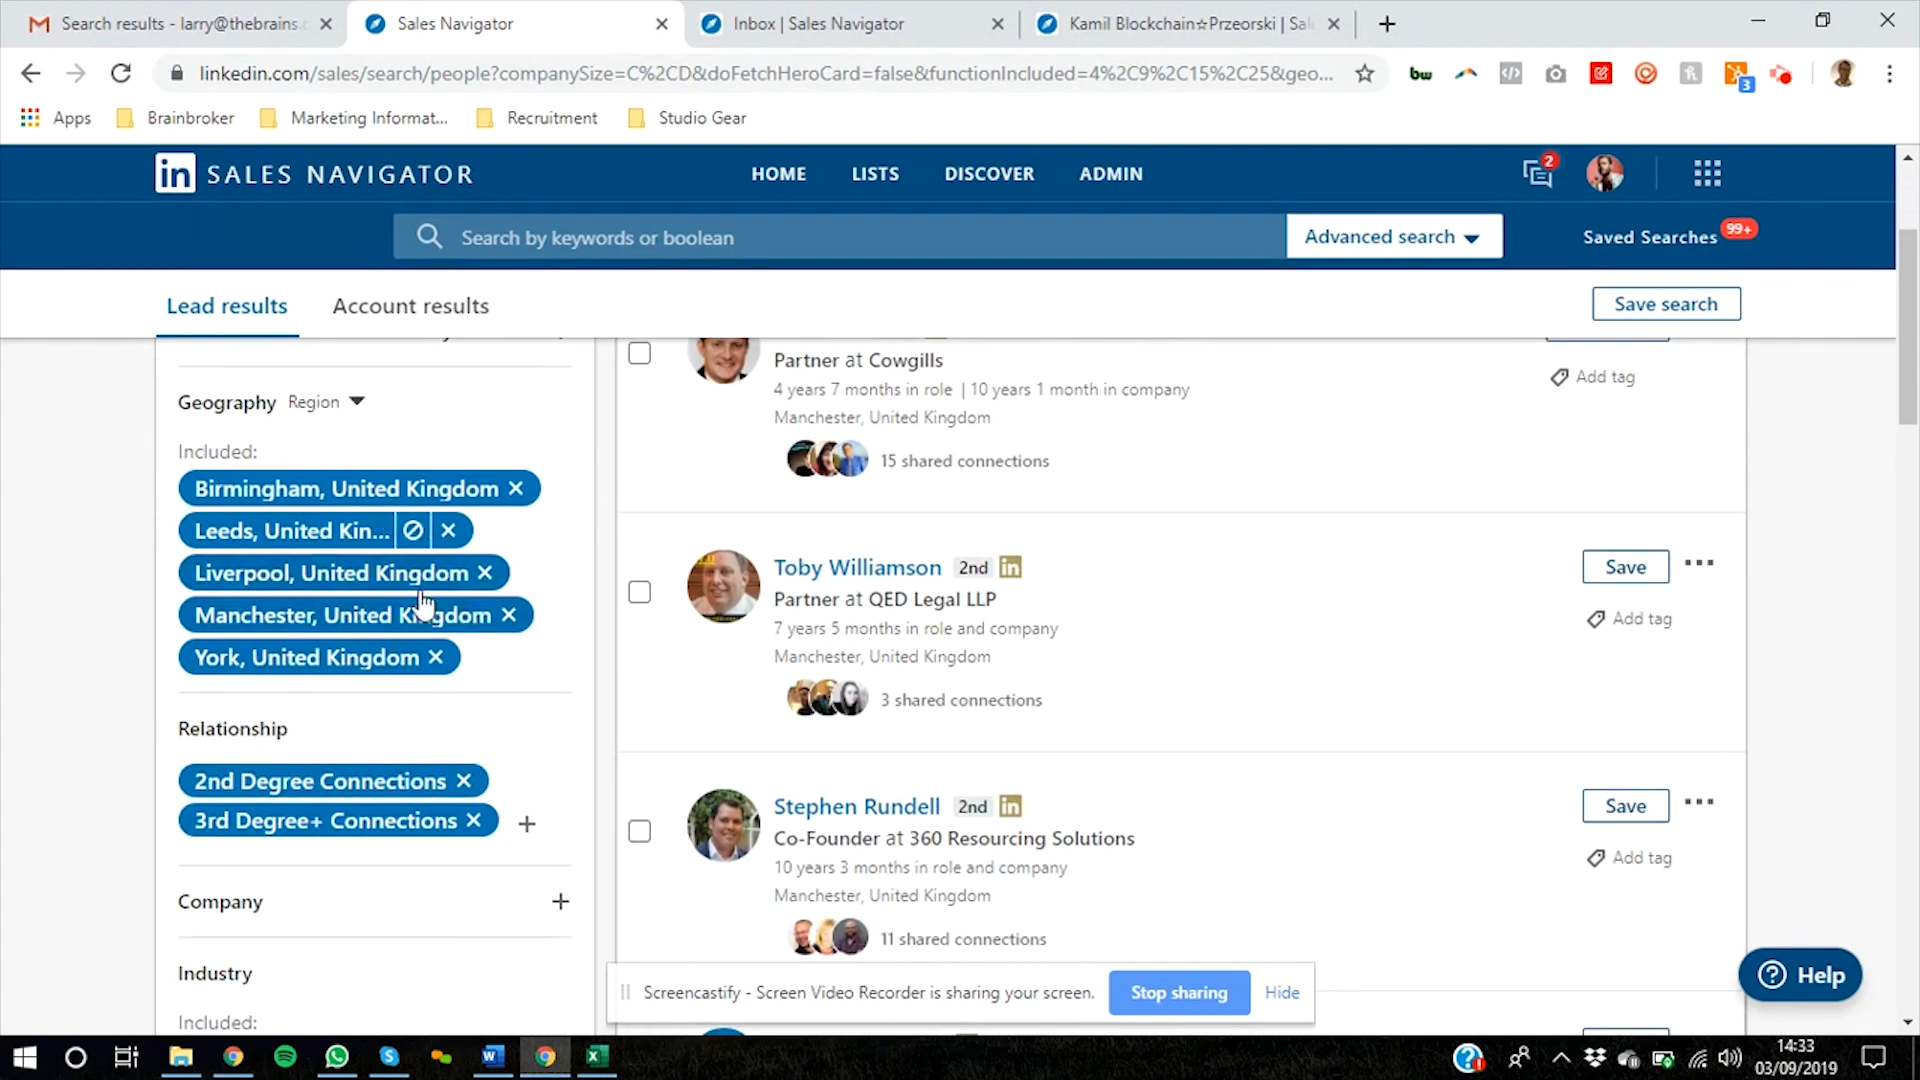 Search results - larry@thebrains.c
Sales Navigator
Inbox | Sales Navigator
Kamil Blockchain☆Przeorski | Sal
linkedin.com/sales/search/people?companySize=C%2CD&doFetchHeroCard=false&functionIncluded=4%2C9%2C15%2C25&geo...
bw
3
Apps
Brainbroker
Marketing Informat...
Recruitment
Studio Gear
in SALES NAVIGATOR
HOME
LISTS
DISCOVER
ADMIN
2
Search by keywords or boolean
Advanced search
Saved Searches 99+
Lead results
Account results
Save search
Geography Region
Included:
Birmingham, United Kingdom
Leeds, United Kin...
Liverpool, United Kingdom
Manchester, United Kingdom
York, United Kingdom
Relationship
2nd Degree Connections
3rd Degree+ Connections
Company
Industry
Included:
Partner at Cowgills
4 years 7 months in role | 10 years 1 month in company
Manchester, United Kingdom
15 shared connections
Add tag
Toby Williamson 2nd in
Partner at QED Legal LLP
7 years 5 months in role and company
Manchester, United Kingdom
3 shared connections
Save
Add tag
Stephen Rundell 2nd in
Co-Founder at 360 Resourcing Solutions
10 years 3 months in role and company
Manchester, United Kingdom
11 shared connections
Save
Add tag
Screencastify - Screen Video Recorder is sharing your screen.
Stop sharing
Hide
Help
14:33
03/09/2019